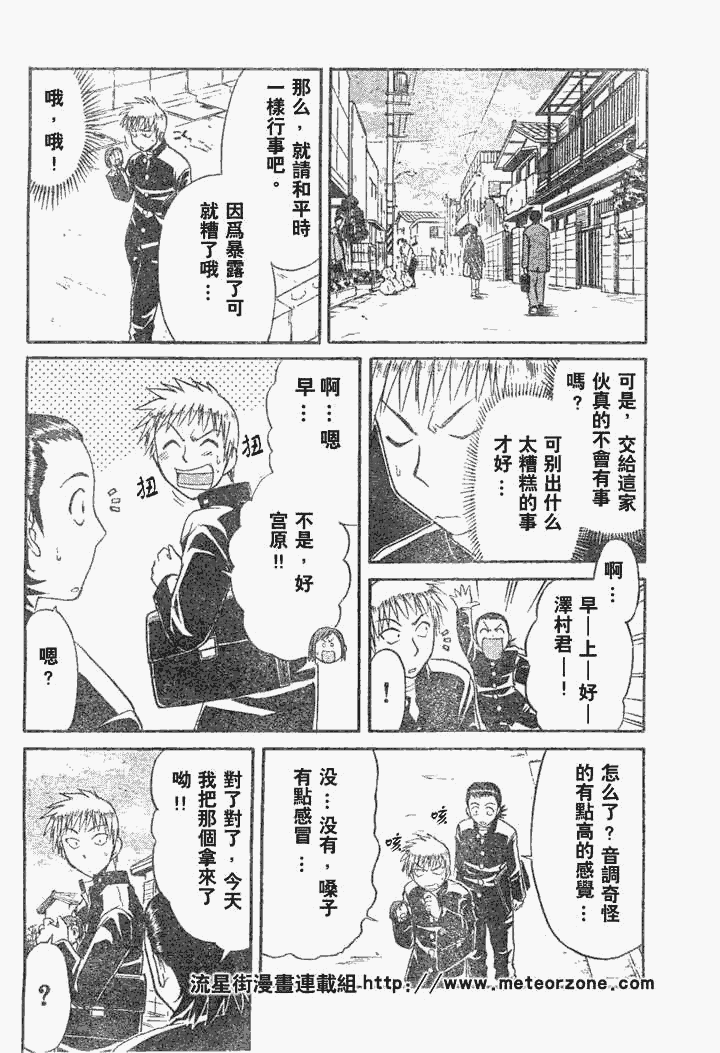 那么，就請和平時
一樣行事吧。
因爲暴露了可
就糟了哦…
哦，哦！
可是，交給這家
伙真的不會有事
嗎？
可别出什么
太糟糕的事
才好…
啊…
早─上─好─
澤村君─！
！
啊…嗯
早…
扭
扭
不是，好
宫原!!
嗯？
怎么了？音調奇怪
的有點高的感覺…
咳
咳
没…没有，嗓子
有點感冒…
對了對了，今天
我把那個拿來了
呦!!
？
流星街漫畫連載組 http://www.meteorzone.com